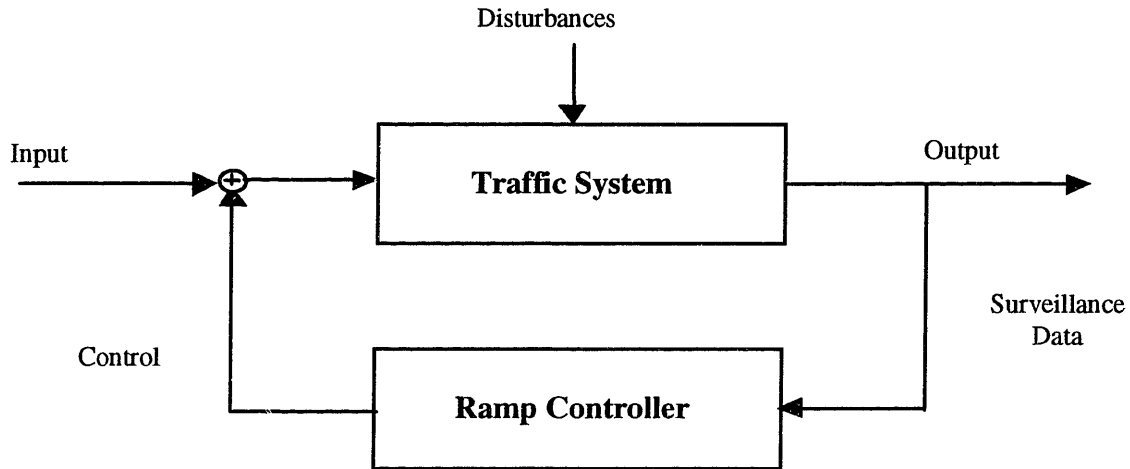 Disturbances
Input
+
Traffic System
Output
Surveillance
Data
Control
Ramp Controller